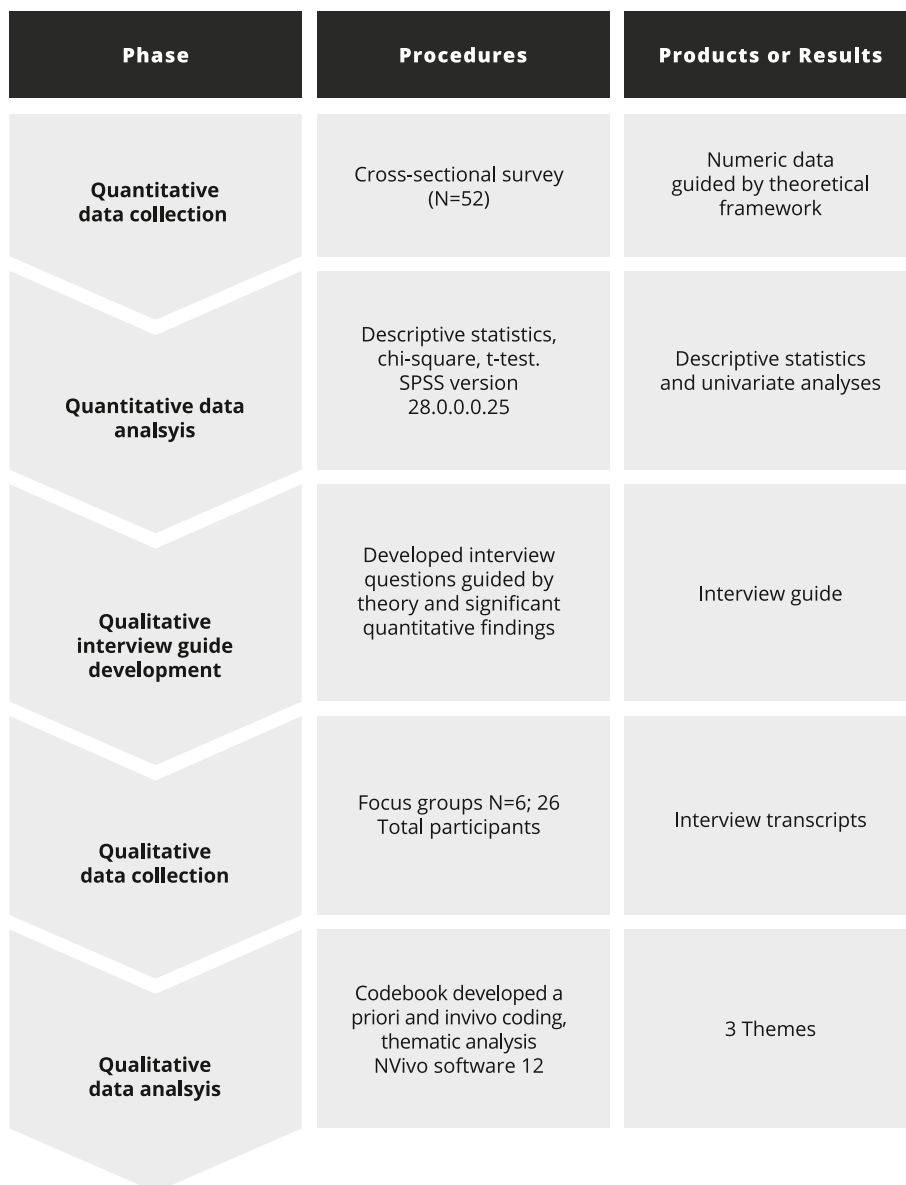 Phase
Procedures
Products or Results
Quantitative
data collection
Cross-sectional survey
(N=52)
Numeric data
guided by theoretical
framework
Quantitative data
analsyis
Descriptive statistics,
chi-square, t-test.
SPSS version
28.0.0.0.25
Descriptive statistics
and univariate analyses
Qualitative
interview guide
development
Developed interview
questions guided by
theory and significant
quantitative findings
Interview guide
Qualitative
data collection
Focus groups N=6; 26
Total participants
Interview transcripts
Qualitative
data analsyis
Codebook developed a
priori and invivo coding,
thematic analysis
NVivo software 12
3 Themes